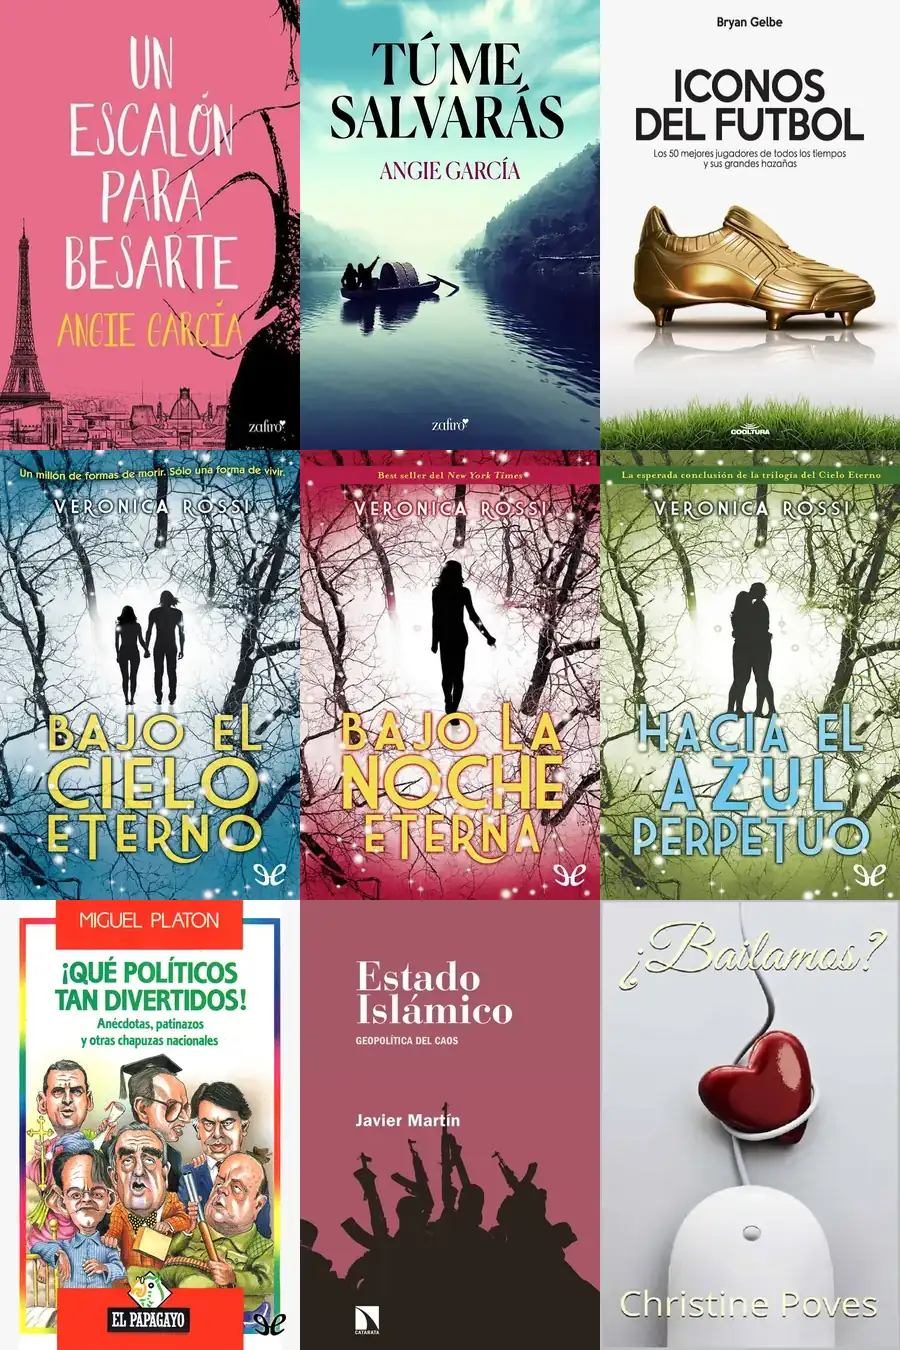 UN
ESCALÓN
PARA
BESARTE
ANGIE GARCÍA
zafiro
TÚ ME
SALVARÁS
ANGIE GARCÍA
zafiro
Bryan Gelbe
ICONOS
DEL FUTBOL
Los 50 mejores jugadores de todos los tiempos
y sus grandes hazañas
COOLTURA
Un millón de formas de morir. Sólo una forma de vivir.
VERONICA ROSSI
BAJO EL
CIELO
ETERNO
Best seller del New York Times
VERONICA ROSSI
BAJO LA
NOCHE
ETERNA
La esperada conclusión de la trilogía del Cielo Eterno
VERONICA ROSSI
HACIA EL
AZUL
PERPETUO
MIGUEL PLATON
¡QUÉ POLÍTICOS
TAN DIVERTIDOS!
Anécdotas, patinazos
y otras chapuzas nacionales
EL PAPAGAYO
Estado
Islámico
GEOPOLÍTICA DEL CAOS
Javier Martín
CATARATA
¿Bailamos?
Christine Poves